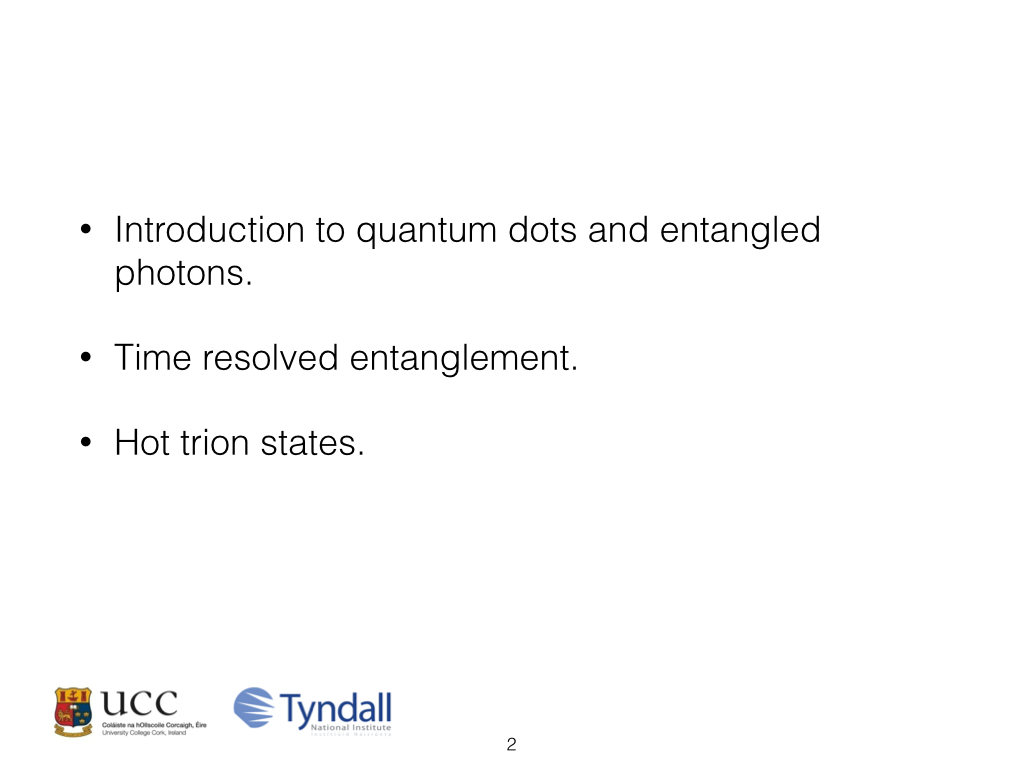 • Introduction to quantum dots and entangled
photons.
• Time resolved entanglement.
• Hot trion states.
UCC
Coláiste na hOllscoile Corcaigh, Éire
University College Cork, Ireland
Tyndall
National Institute
2